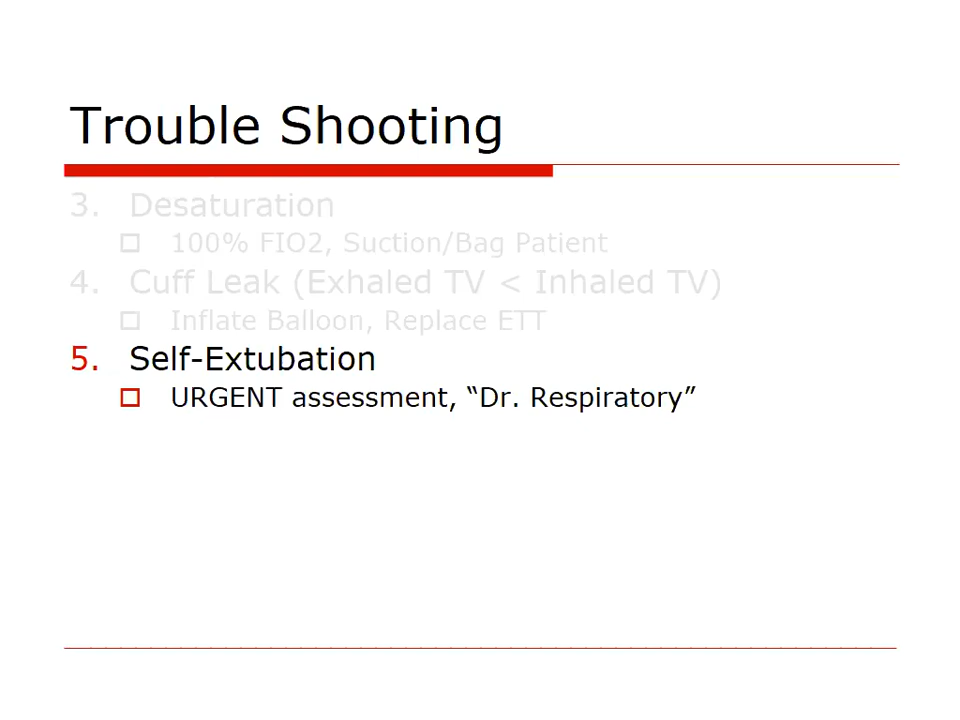 Trouble Shooting
3. Desaturation
100% FIO2, Suction/Bag Patient
4. Cuff Leak (Exhaled TV < Inhaled TV)
Inflate Balloon, Replace ETT
5. Self-Extubation
URGENT assessment, “Dr. Respiratory”